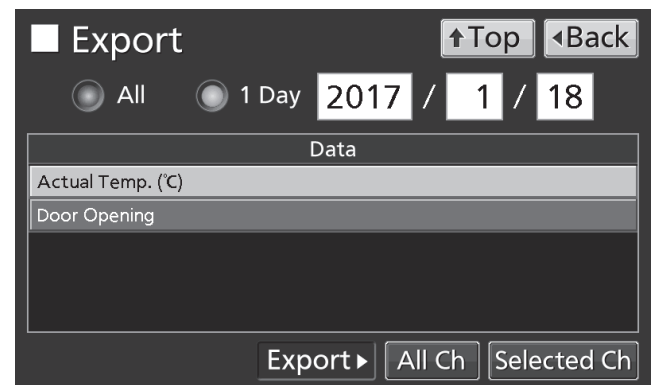 Export ↑Top ◂Back
All 1 Day 2017 / 1 / 18
Data
Actual Temp. (℃)
Door Opening
Export▸ All Ch Selected Ch